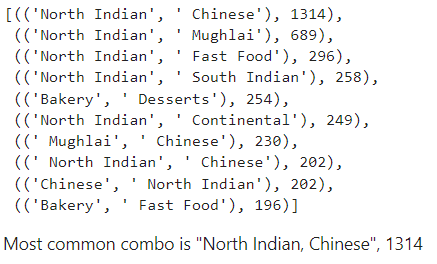 [(('North Indian', ' Chinese'), 1314),
(('North Indian', ' Mughlai'), 689),
(('North Indian', ' Fast Food'), 296),
(('North Indian', ' South Indian'), 258),
(('Bakery', ' Desserts'), 254),
(('North Indian', ' Continental'), 249),
((' Mughlai', ' Chinese'), 230),
((' North Indian', ' Chinese'), 202),
(('Chinese', ' North Indian'), 202),
(('Bakery', ' Fast Food'), 196)]
Most common combo is "North Indian, Chinese", 1314